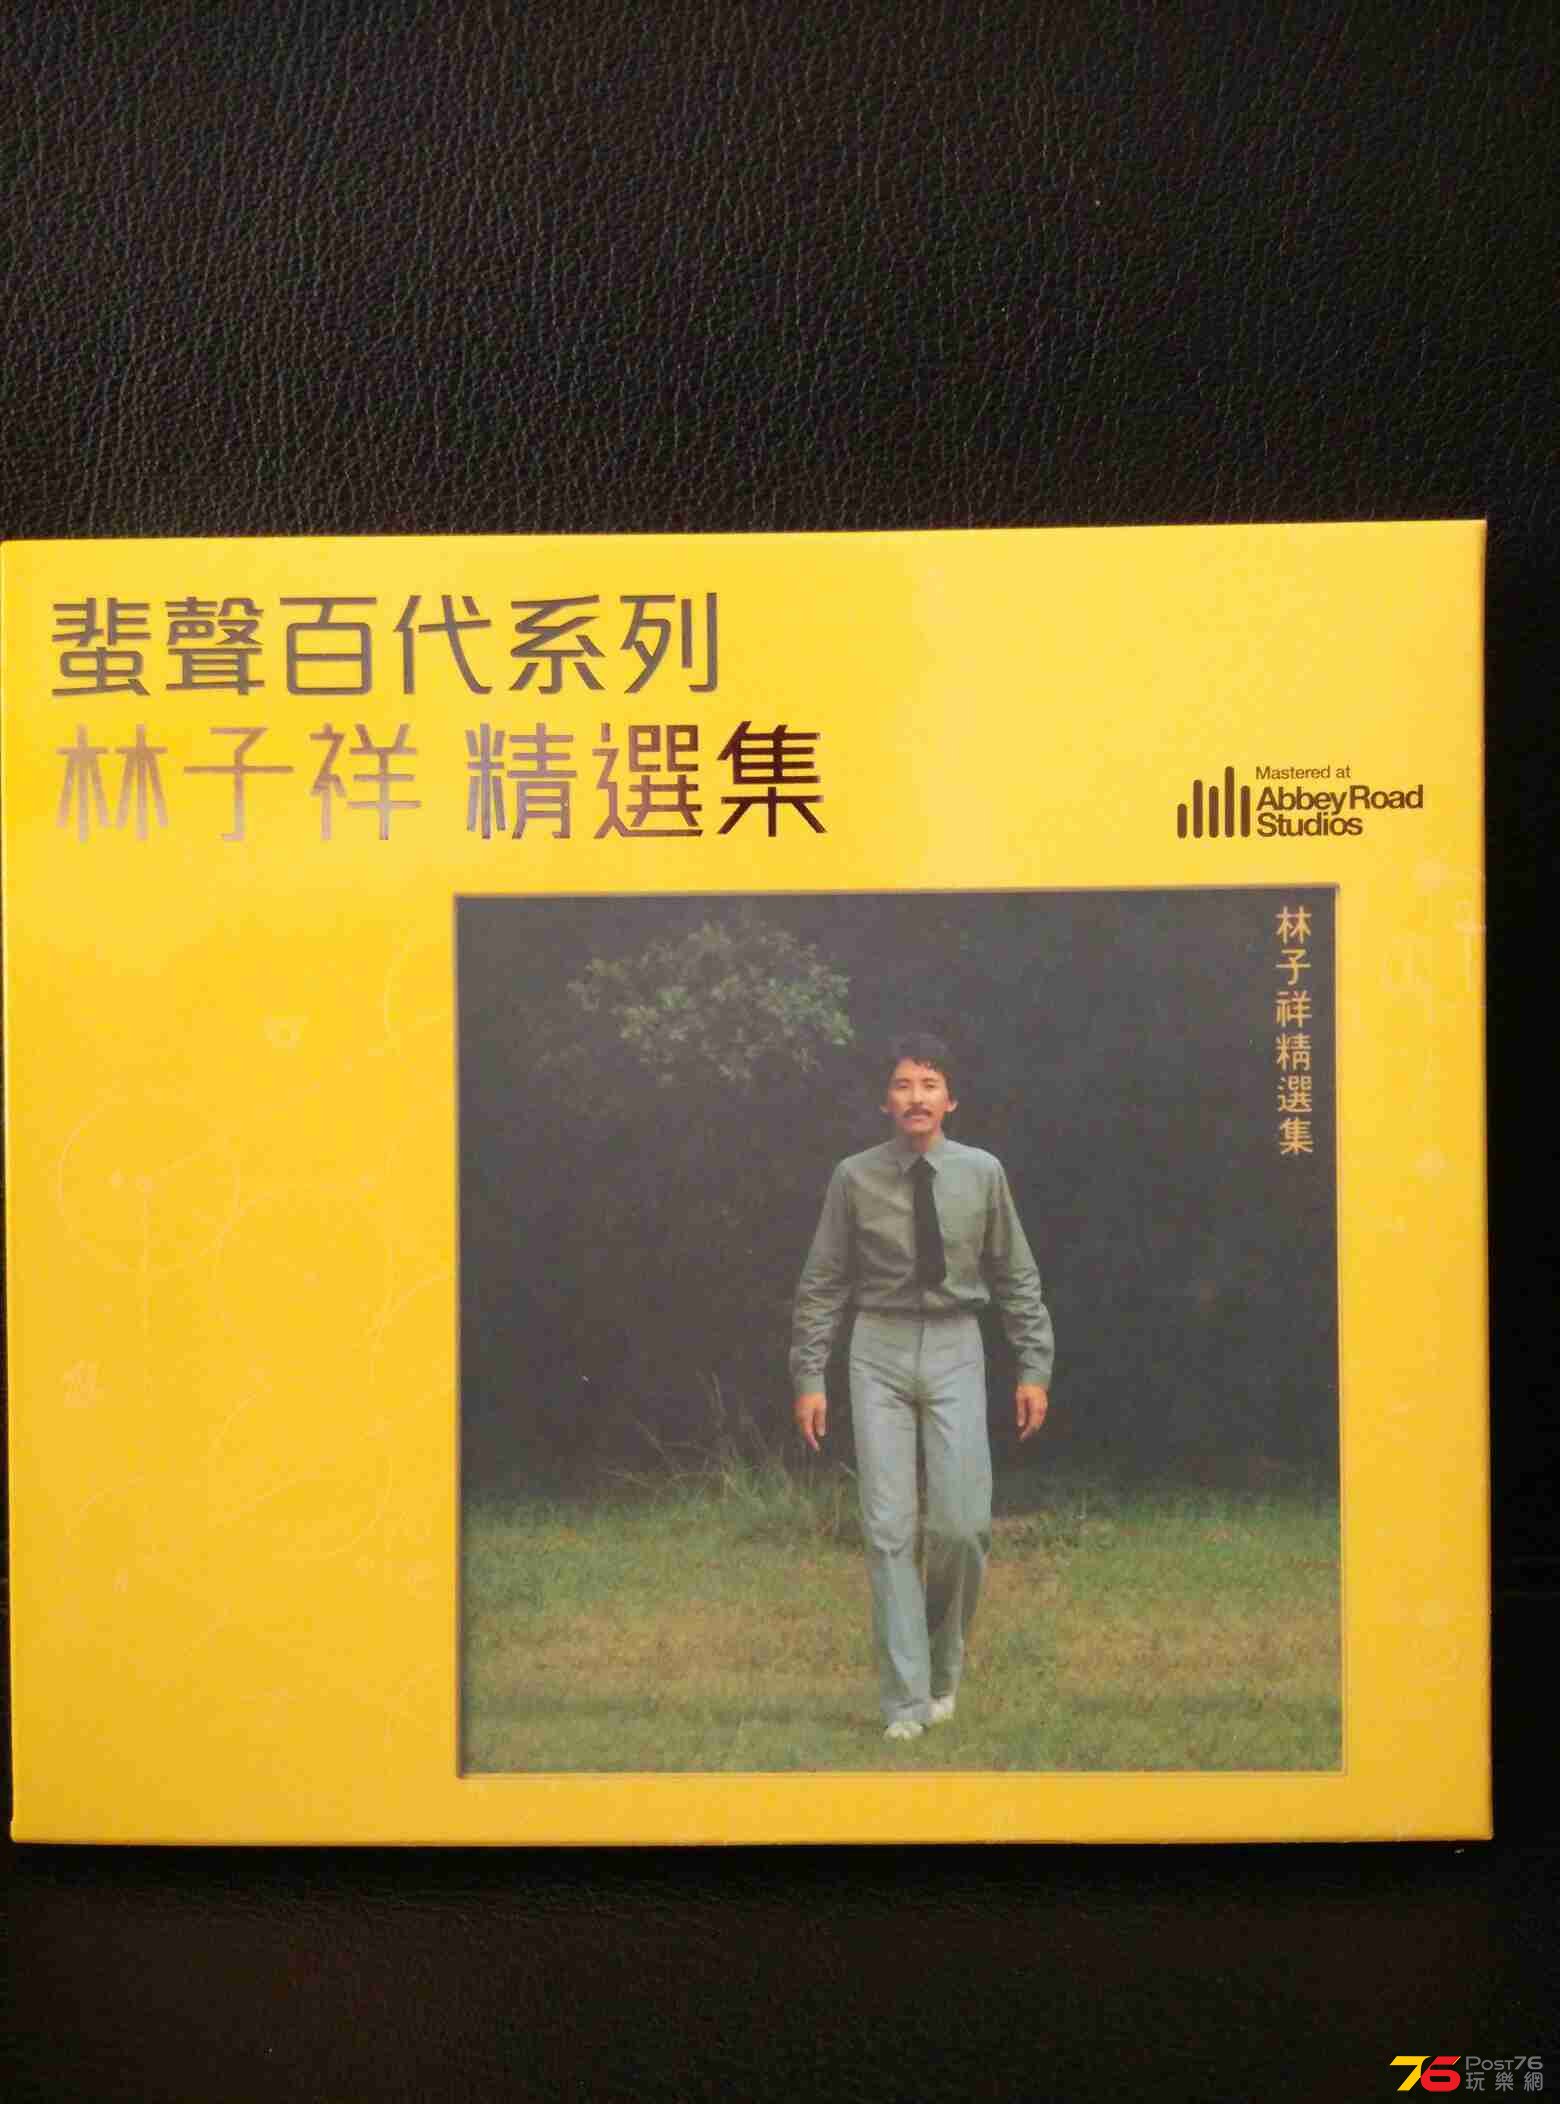 蜚聲百代系列
林子祥 精選集
Mastered at
Abbey Road
Studios
林子祥精選集
76 Post76
玩樂網